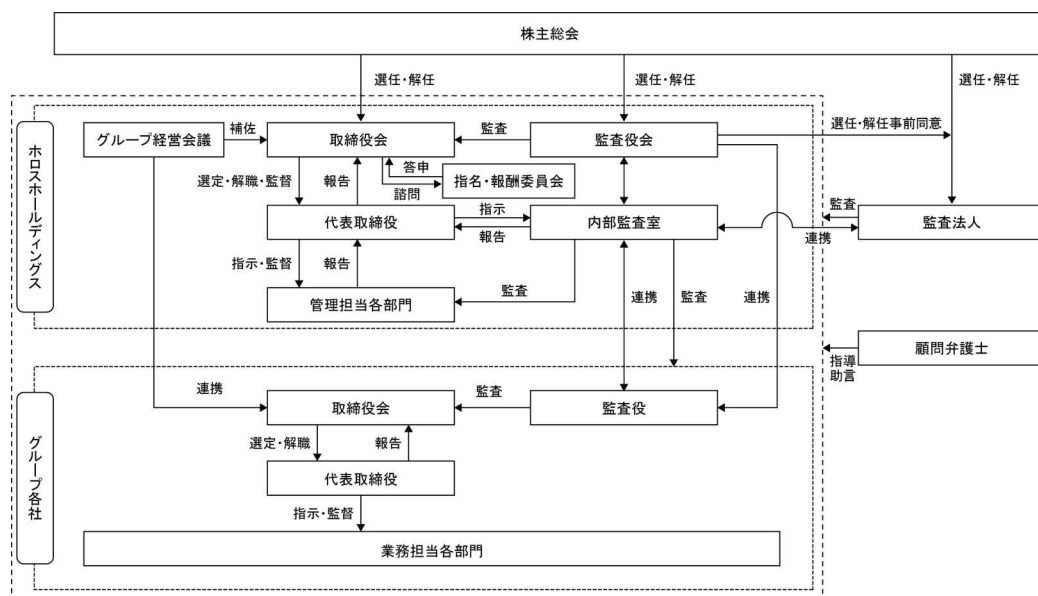 株主総会
選任・解任
選任・解任
選任・解任
ホロスホールディングス
グループ経営会議
補佐
取締役会
監査
監査役会
選任・解任事前同意
答申
諮問
指名・報酬委員会
選定・解職・監督
報告
代表取締役
指示
報告
内部監査室
監査
連携
監査法人
指示・監督
報告
管理担当各部門
監査
連携
監査
連携
顧問弁護士
指導
助言
グループ各社
連携
取締役会
監査
監査役
選定・解職
報告
代表取締役
指示・監督
業務担当各部門